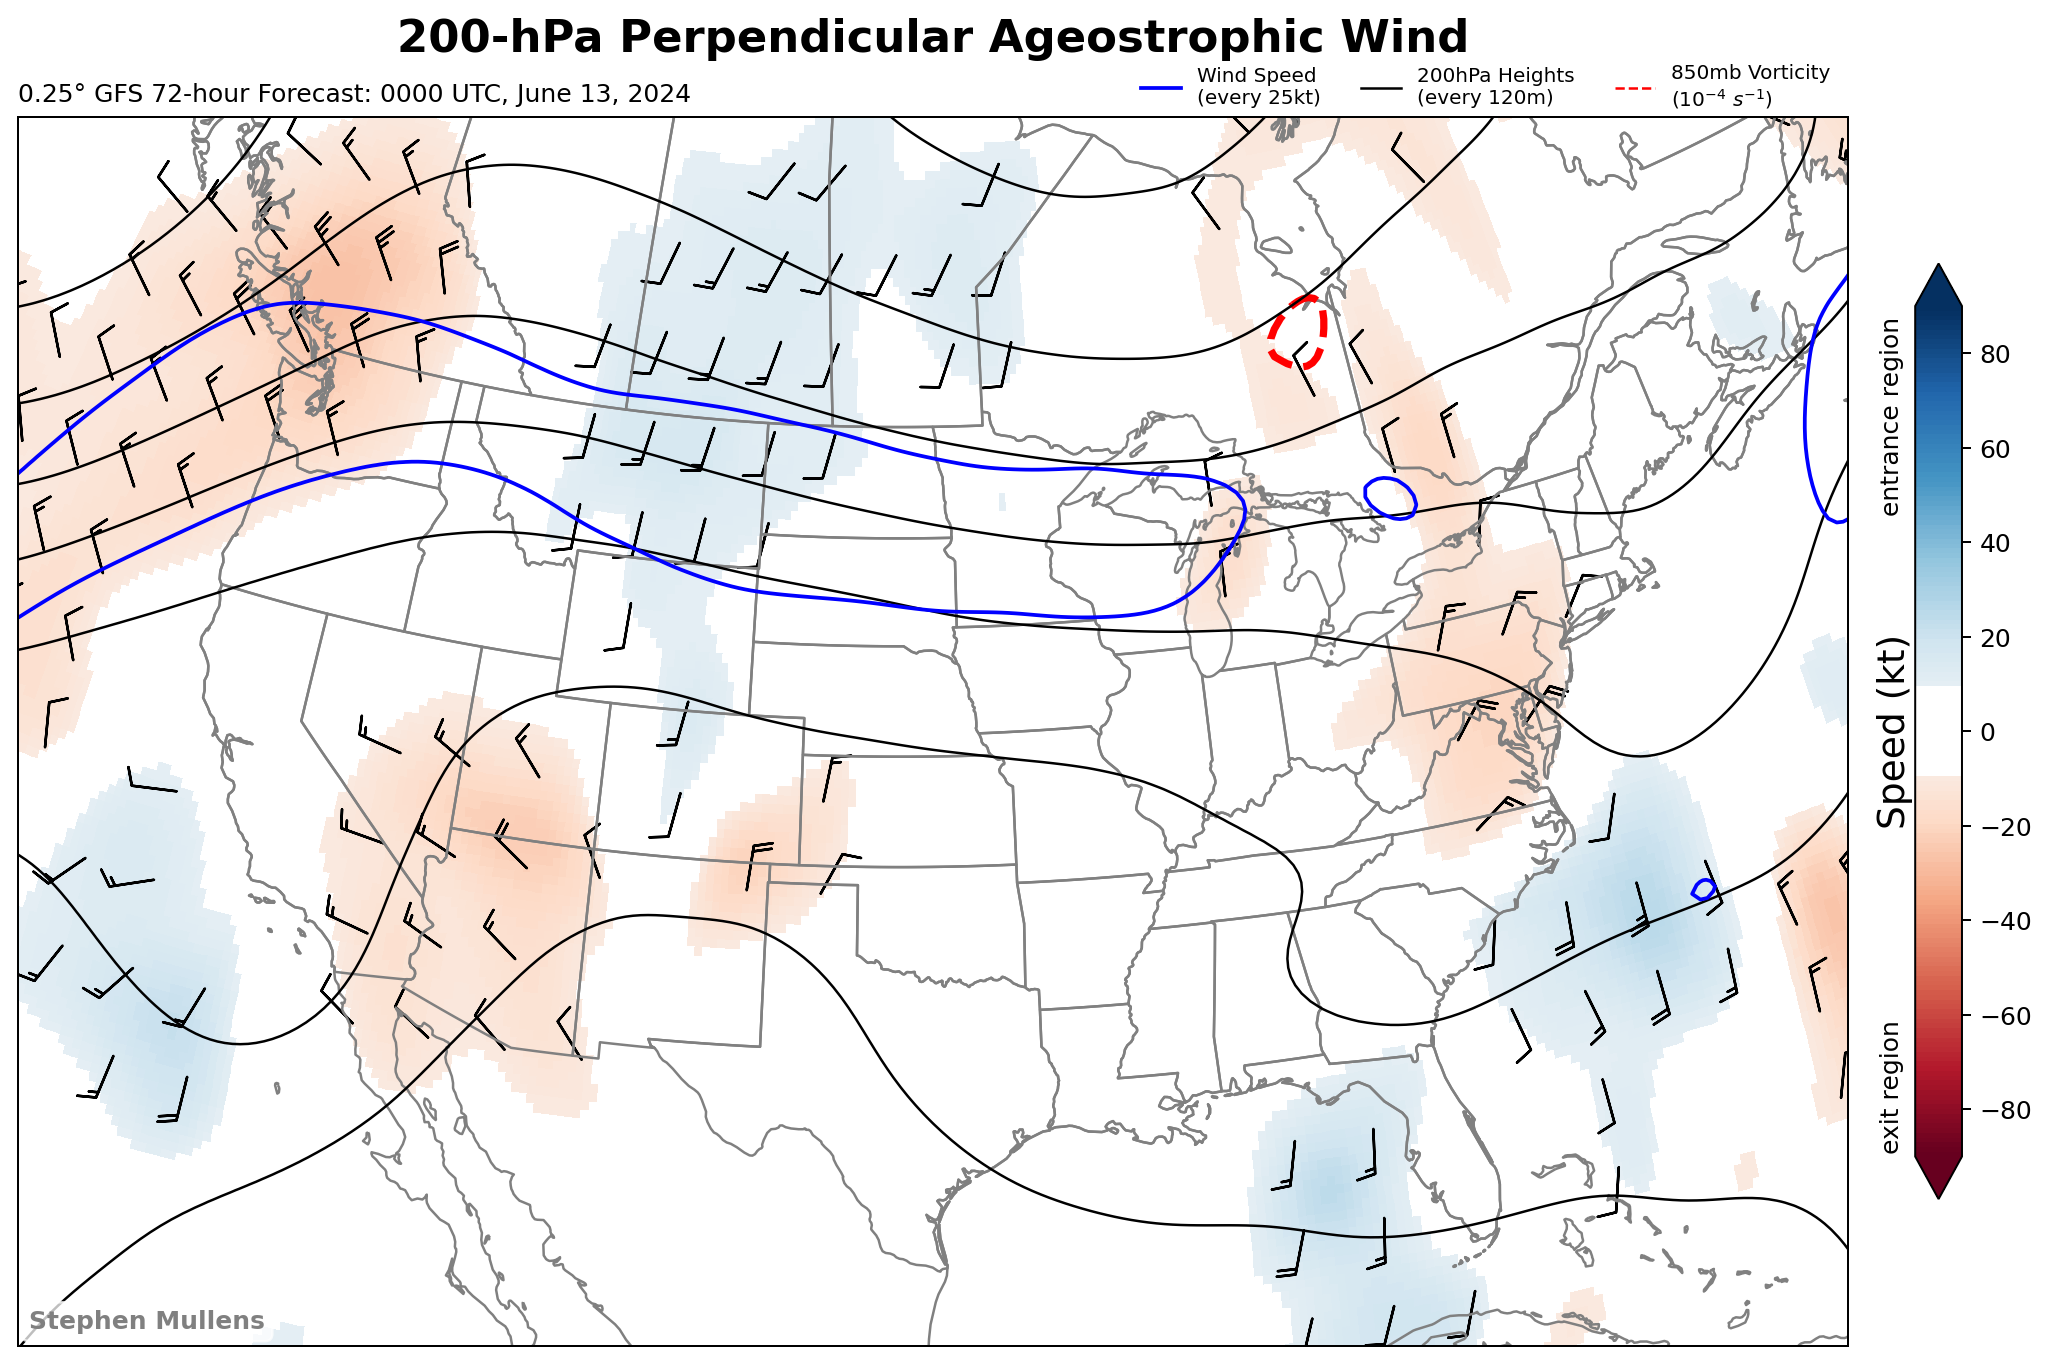 200-hPa Perpendicular Ageostrophic Wind
0.25° GFS 72-hour Forecast: 0000 UTC, June 13, 2024
Wind Speed
(every 25kt)
200hPa Heights
(every 120m)
850mb Vorticity
(10⁻⁴ s⁻¹)
entrance region
Speed (kt)
exit region
80
60
40
20
0
−20
−40
−60
−80
Stephen Mullens